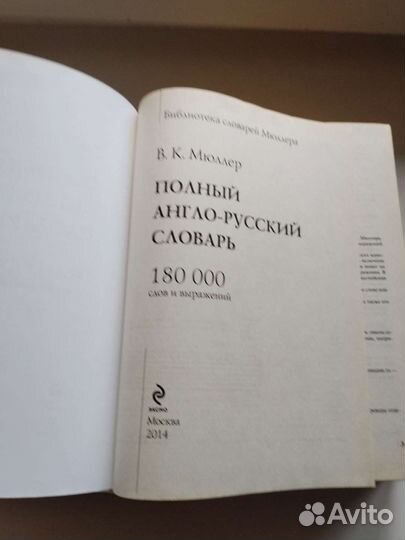 Библиотека словарей Мюллера
В. К. Мюллер
ПОЛНЫЙ
АНГЛО-РУССКИЙ
СЛОВАРЬ
180 000
слов и выражений
ЭКСМО
Москва
2014
Avito